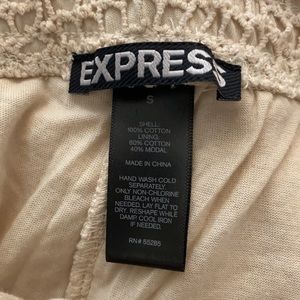 EXPRESS
S
SHELL:
100% COTTON
LINING:
60% COTTON
40% MODAL
MADE IN CHINA
HAND WASH COLD
SEPARATELY.
ONLY NON-CHLORINE
BLEACH WHEN
NEEDED. LAY FLAT TO
DRY. RESHAPE WHILE
DAMP. COOL IRON
IF NEEDED.
RN# 55285